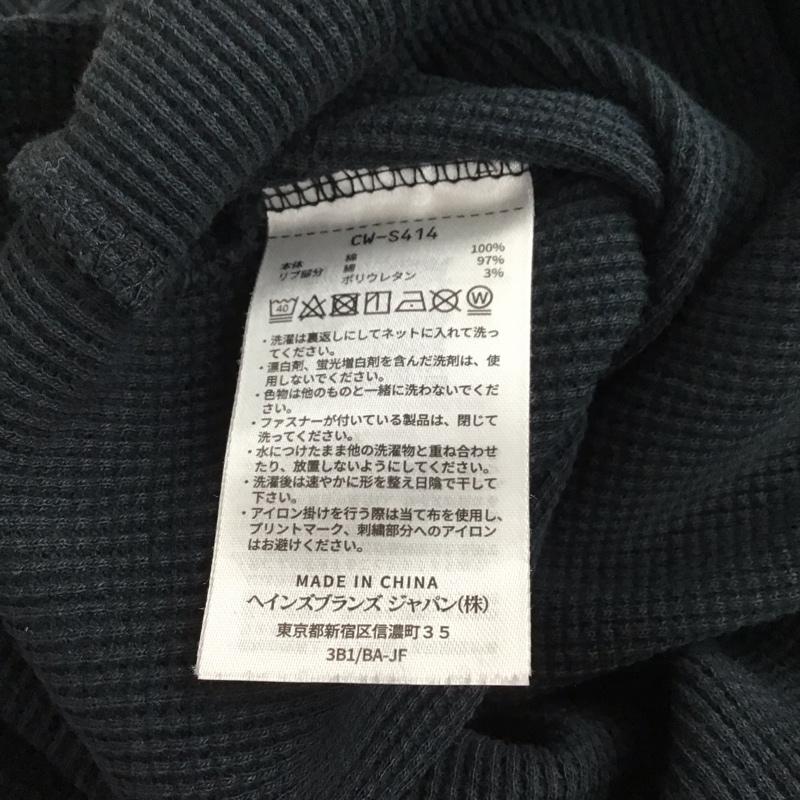 CW-S414
本体 綿 100%
リブ部分 綿 97%
ポリウレタン 3%
40
W
・洗濯は裏返しにしてネットに入れて洗っ
てください。
・漂白剤、蛍光増白剤を含んだ洗剤は、使
用しないでください。
・色物は他のものと一緒に洗わないでくだ
さい。
・ファスナーが付いている製品は、閉じて
洗ってください。
・水につけたまま他の洗濯物と重ね合わせ
たり、放置しないようにしてください。
・洗濯後は速やかに形を整え日陰で干して
下さい。
・アイロン掛けを行う際は当て布を使用し、
プリントマーク、刺繍部分へのアイロン
はお避けください。
MADE IN CHINA
ヘインズブランズ ジャパン(株)
東京都新宿区信濃町35
3B1/BA-JF